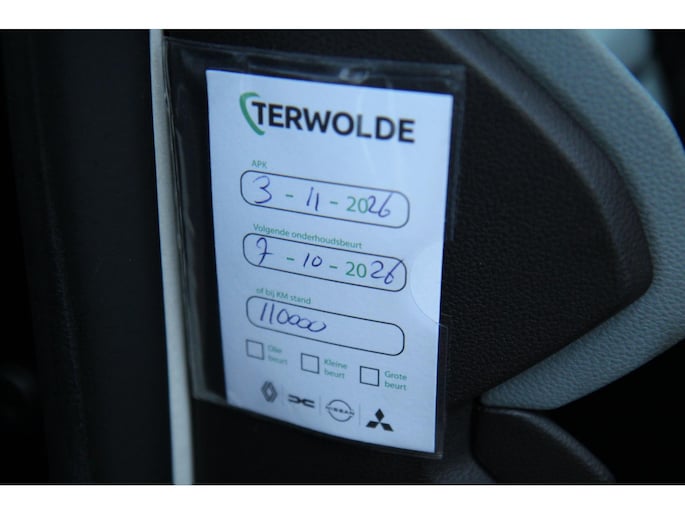 TERWOLDE
APK
3 - 11 - 2026
Volgende onderhoudsbeurt
7 - 10 - 2026
of bij KM stand
110000
Olie beurt
Kleine beurt
Grote beurt
NISSAN